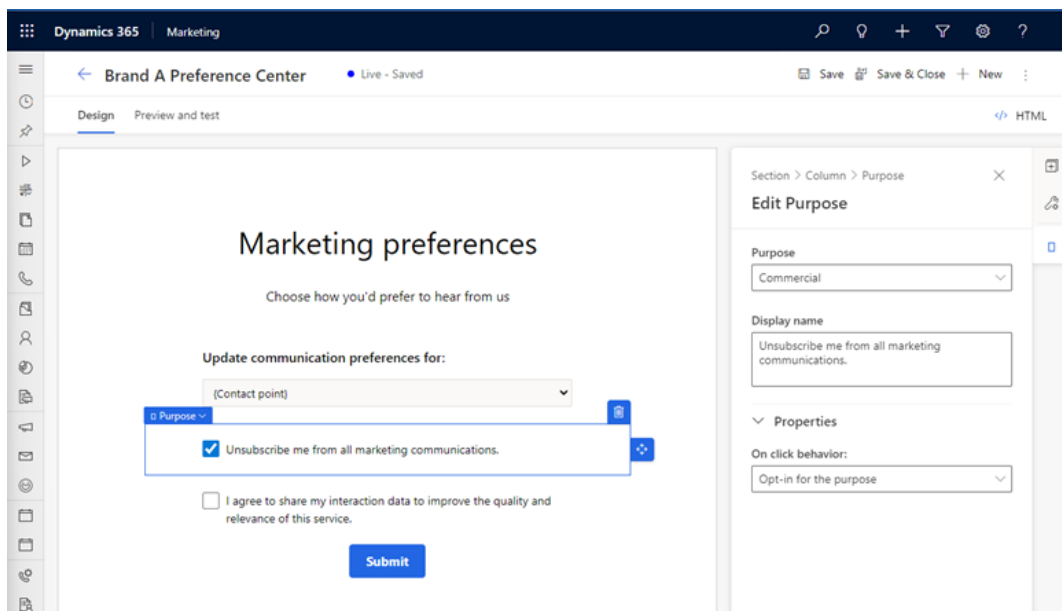 Dynamics 365 Marketing
Brand A Preference Center Live - Saved Save Save & Close New
Design Preview and test HTML
Section > Column > Purpose
Edit Purpose
Marketing preferences
Choose how you'd prefer to hear from us
Update communication preferences for:
(Contact point)
Purpose
Unsubscribe me from all marketing communications.
I agree to share my interaction data to improve the quality and
relevance of this service.
Submit
Purpose
Commercial
Display name
Unsubscribe me from all marketing
communications.
Properties
On click behavior:
Opt-in for the purpose